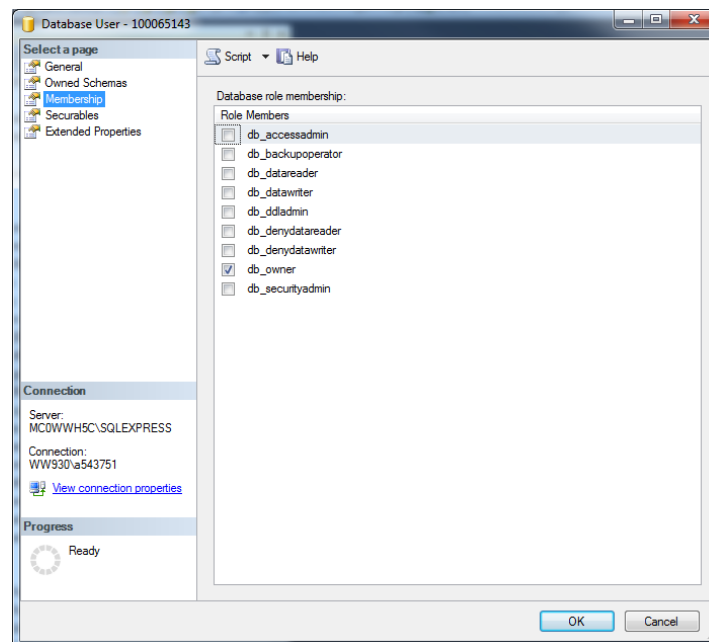 Database User - 100065143
Select a page
General
Owned Schemas
Membership
Securables
Extended Properties
Script
Help
Database role membership:
Role Members
db_accessadmin
db_backupoperator
db_datareader
db_datawriter
db_ddladmin
db_denydatareader
db_denydatawriter
db_owner
db_securityadmin
Connection
Server:
MC0WWH5C\SQLEXPRESS
Connection:
WW930\a543751
View connection properties
Progress
Ready
OK
Cancel